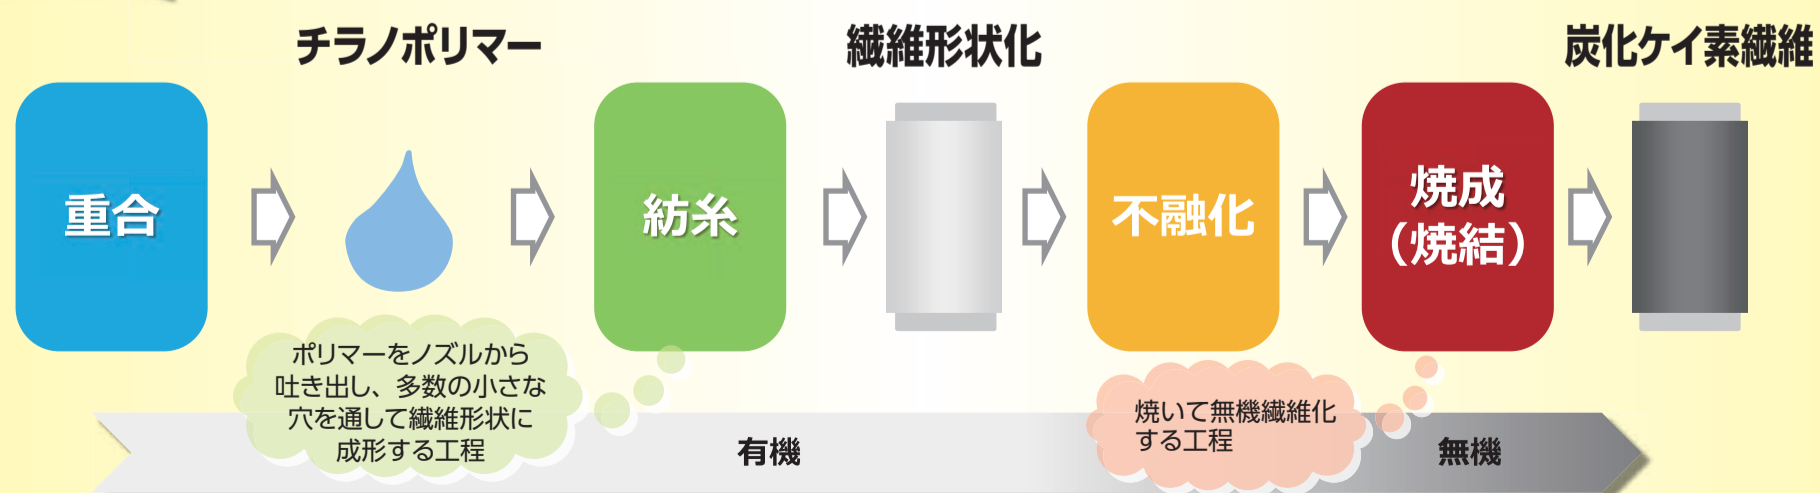 チラノポリマー
繊維形状化
炭化ケイ素繊維
重合
紡糸
不融化
焼成
（焼結）
ポリマーをノズルから
吐き出し、多数の小さな
穴を通して繊維形状に
成形する工程
焼いて無機繊維化
する工程
有機
無機